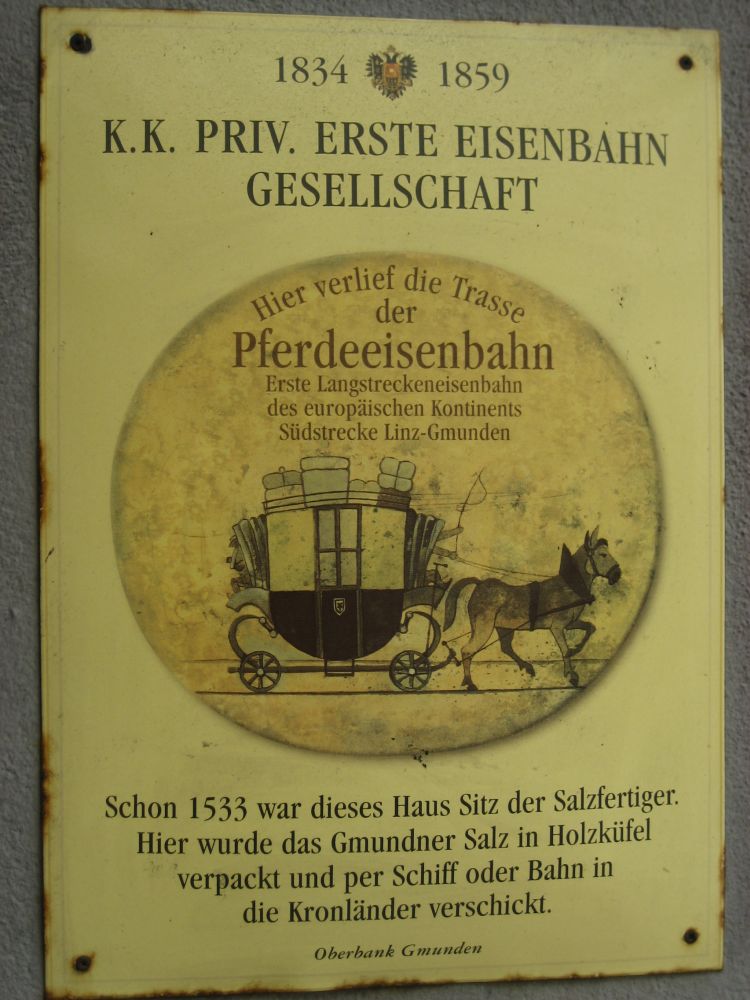 1834 1859
K.K. PRIV. ERSTE EISENBAHN
GESELLSCHAFT
Hier verlief die Trasse
der
Pferdeeisenbahn
Erste Langstreckeneisenbahn
des europäischen Kontinents
Südstrecke Linz-Gmunden
Schon 1533 war dieses Haus Sitz der Salzfertiger.
Hier wurde das Gmundner Salz in Holzküfel
verpackt und per Schiff oder Bahn in
die Kronländer verschickt.
Oberbank Gmunden